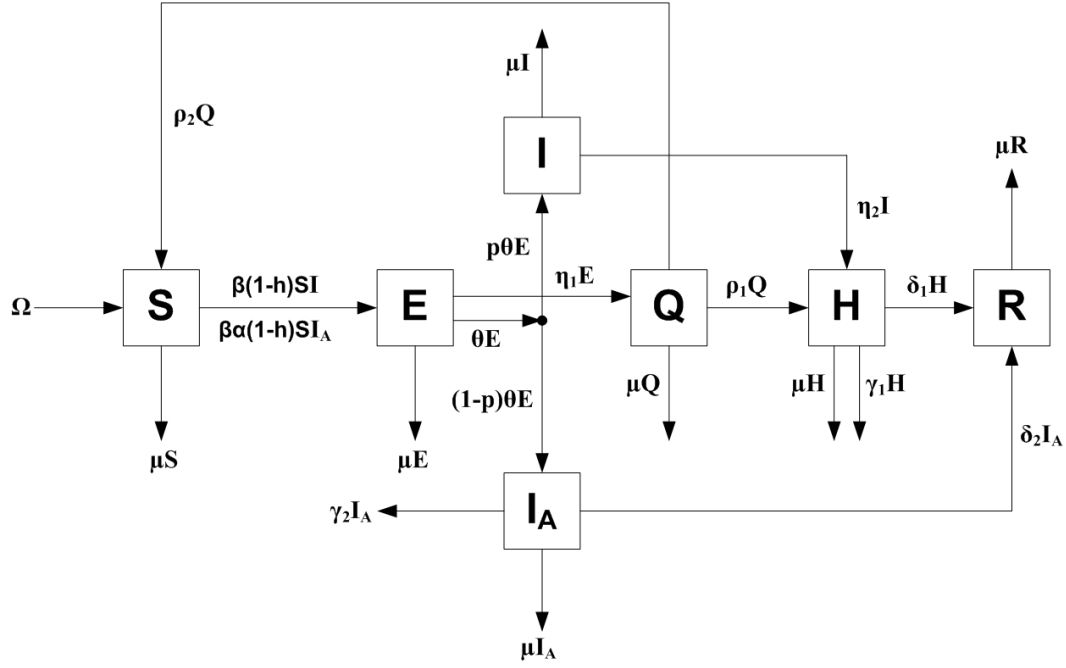 μI
ρ₂Q
I
μR
η₂I
pθE
β(1-h)SI
η₁E
ρ₁Q
δ₁H
Ω
S
E
Q
H
R
βα(1-h)SI_A
θE
μQ
μH
γ₁H
(1-p)θE
μS
μE
δ₂I_A
γ₂I_A
I_A
μI_A